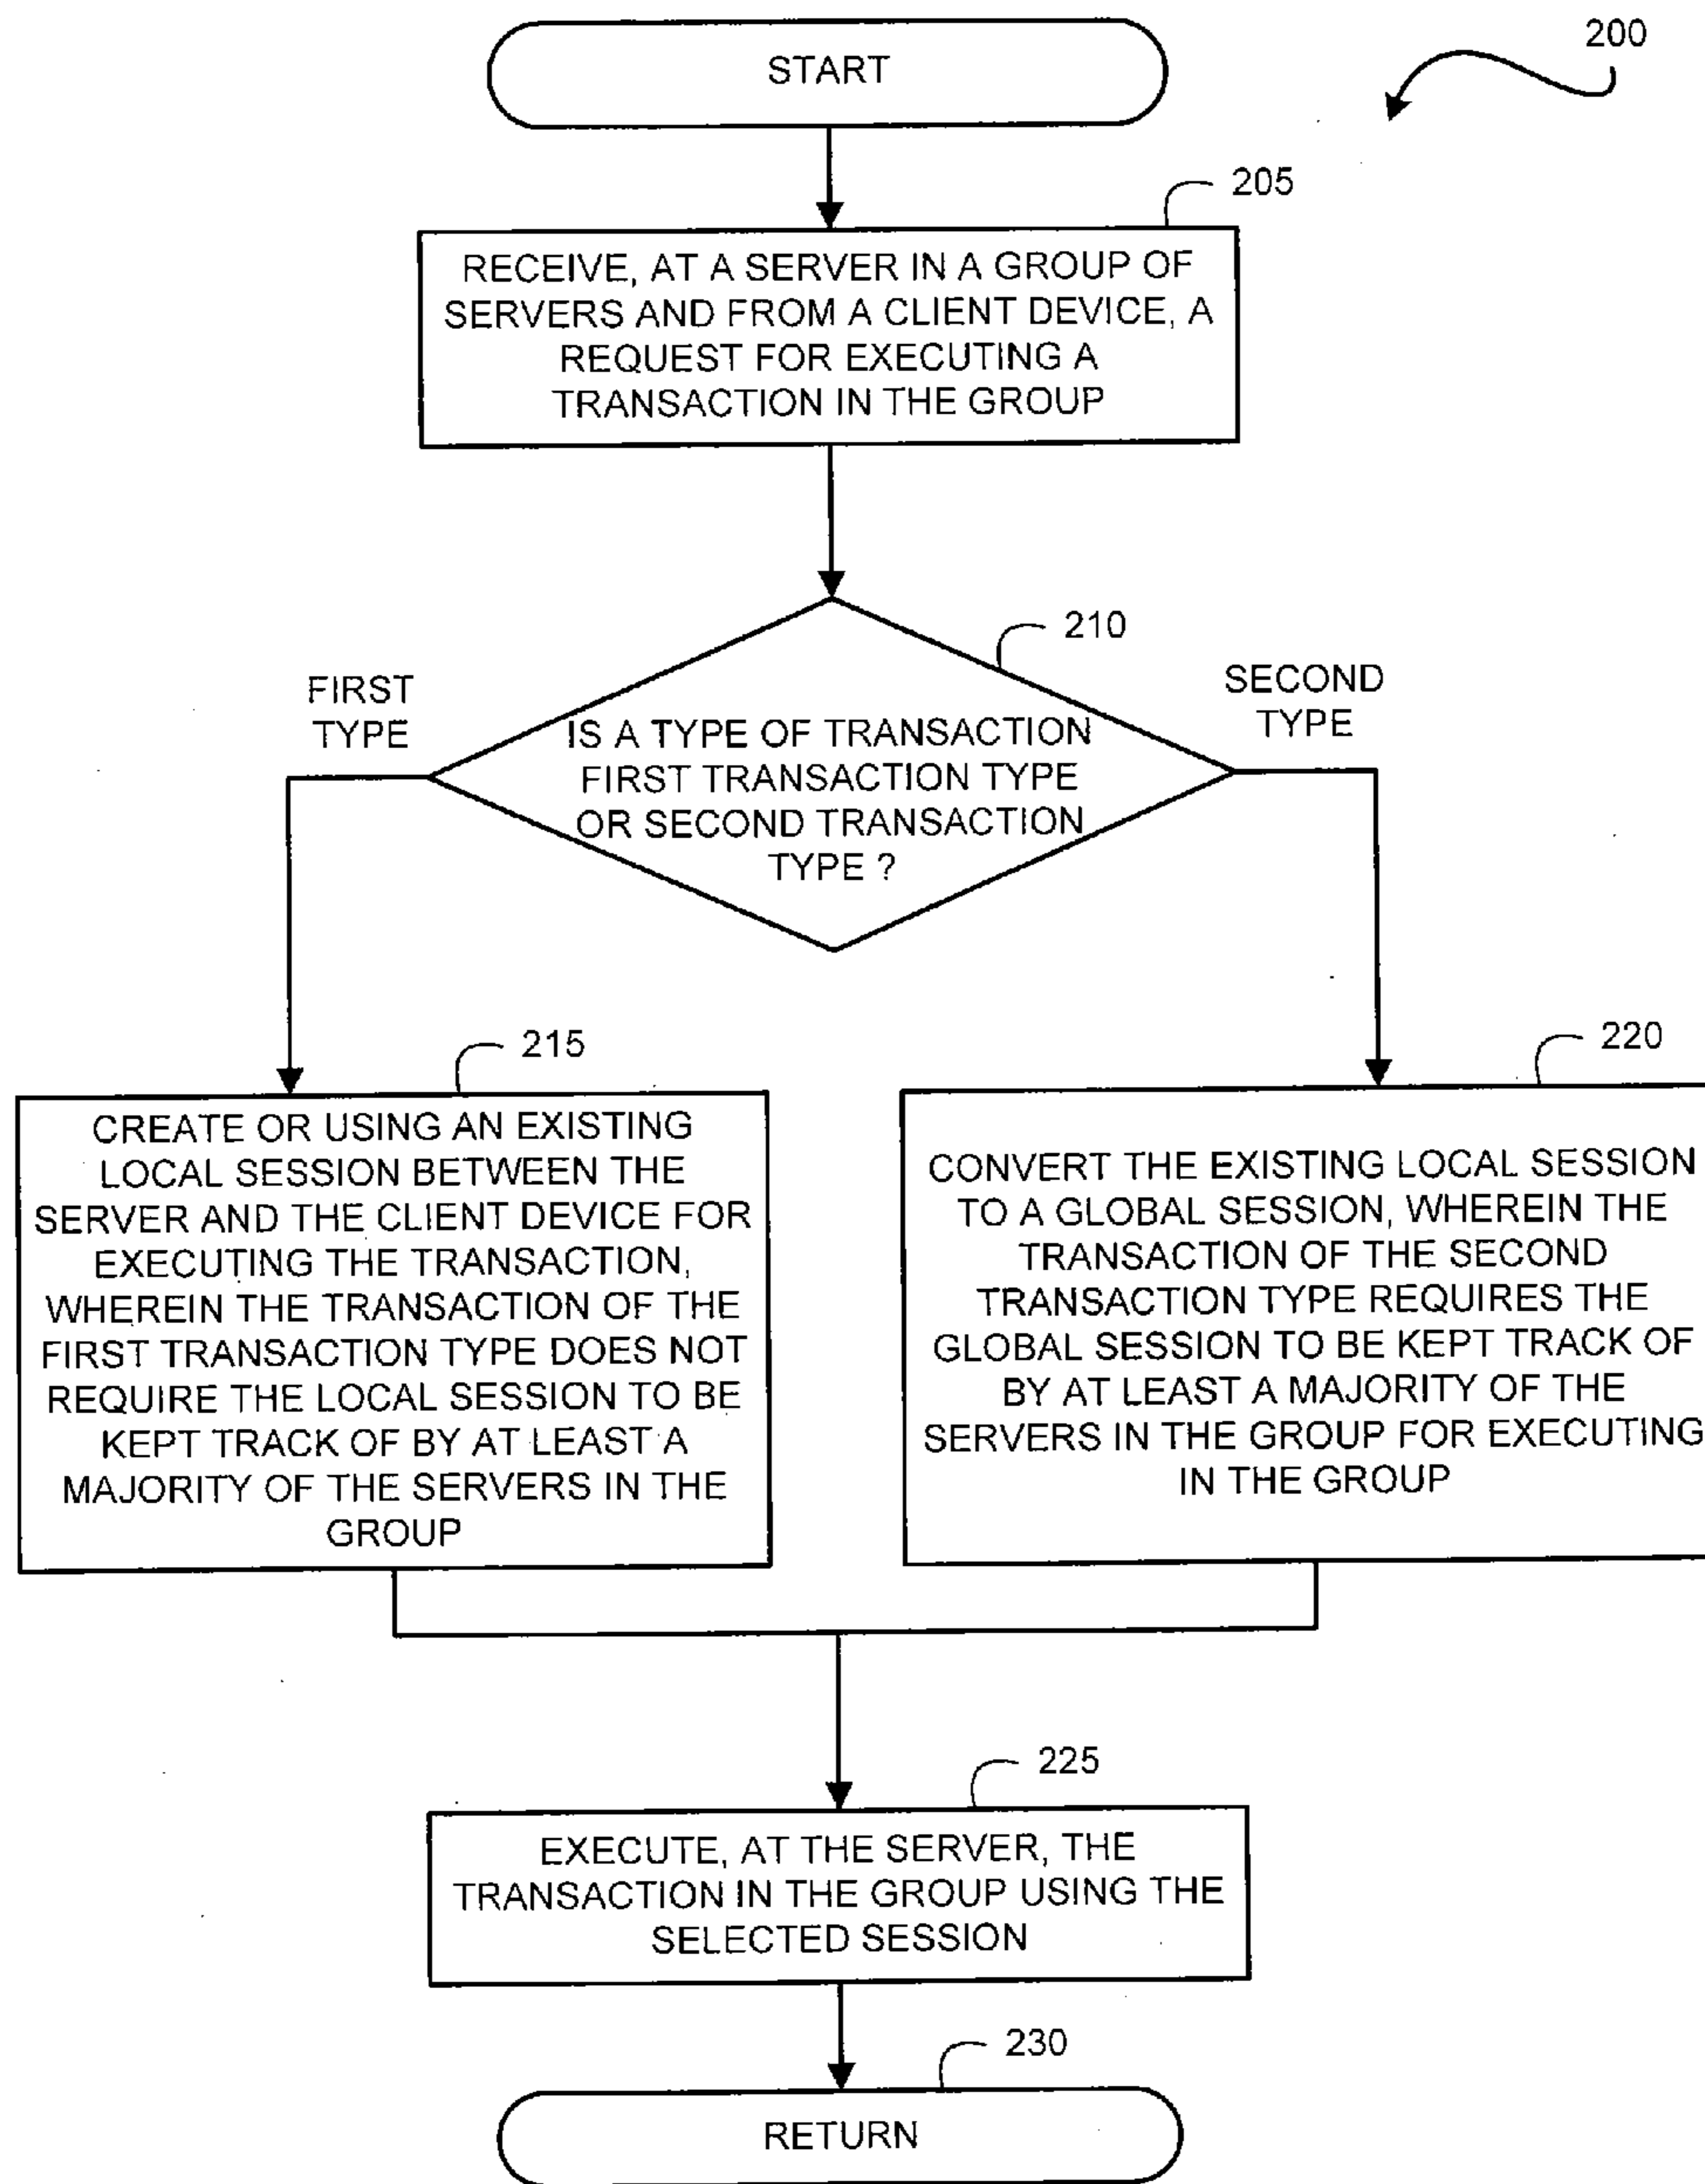 START
200
205
RECEIVE, AT A SERVER IN A GROUP OF
SERVERS AND FROM A CLIENT DEVICE, A
REQUEST FOR EXECUTING A
TRANSACTION IN THE GROUP
210
FIRST
TYPE
SECOND
TYPE
IS A TYPE OF TRANSACTION
FIRST TRANSACTION TYPE
OR SECOND TRANSACTION
TYPE ?
215
CREATE OR USING AN EXISTING
LOCAL SESSION BETWEEN THE
SERVER AND THE CLIENT DEVICE FOR
EXECUTING THE TRANSACTION,
WHEREIN THE TRANSACTION OF THE
FIRST TRANSACTION TYPE DOES NOT
REQUIRE THE LOCAL SESSION TO BE
KEPT TRACK OF BY AT LEAST A
MAJORITY OF THE SERVERS IN THE
GROUP
220
CONVERT THE EXISTING LOCAL SESSION
TO A GLOBAL SESSION, WHEREIN THE
TRANSACTION OF THE SECOND
TRANSACTION TYPE REQUIRES THE
GLOBAL SESSION TO BE KEPT TRACK OF
BY AT LEAST A MAJORITY OF THE
SERVERS IN THE GROUP FOR EXECUTING
IN THE GROUP
225
EXECUTE, AT THE SERVER, THE
TRANSACTION IN THE GROUP USING THE
SELECTED SESSION
230
RETURN